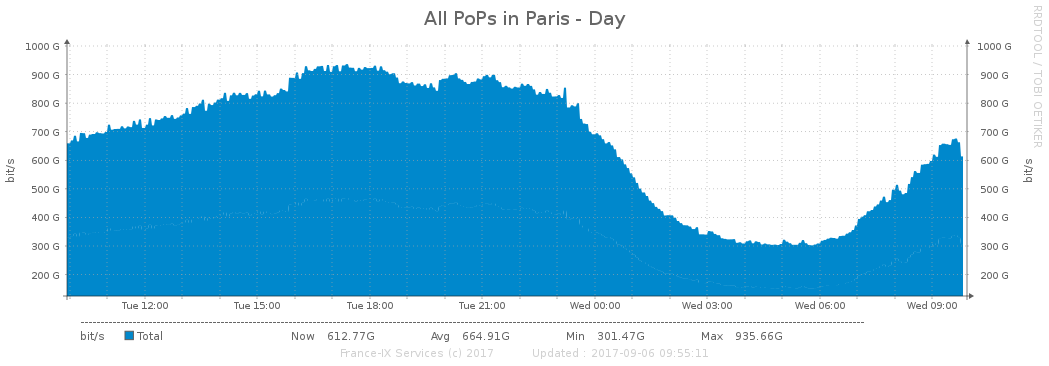 All PoPs in Paris - Day
RRDTOOL / TOBI OETIKER
1000 G 1000 G
900 G 900 G
800 G 800 G
700 G 700 G
600 G 600 G
500 G 500 G
400 G 400 G
300 G 300 G
200 G 200 G
bit/s bit/s
Tue 12:00 Tue 15:00 Tue 18:00 Tue 21:00 Wed 00:00 Wed 03:00 Wed 06:00 Wed 09:00
bit/s Total Now 612.77G Avg 664.91G Min 301.47G Max 935.66G
France-IX Services (c) 2017 Updated : 2017-09-06 09:55:11